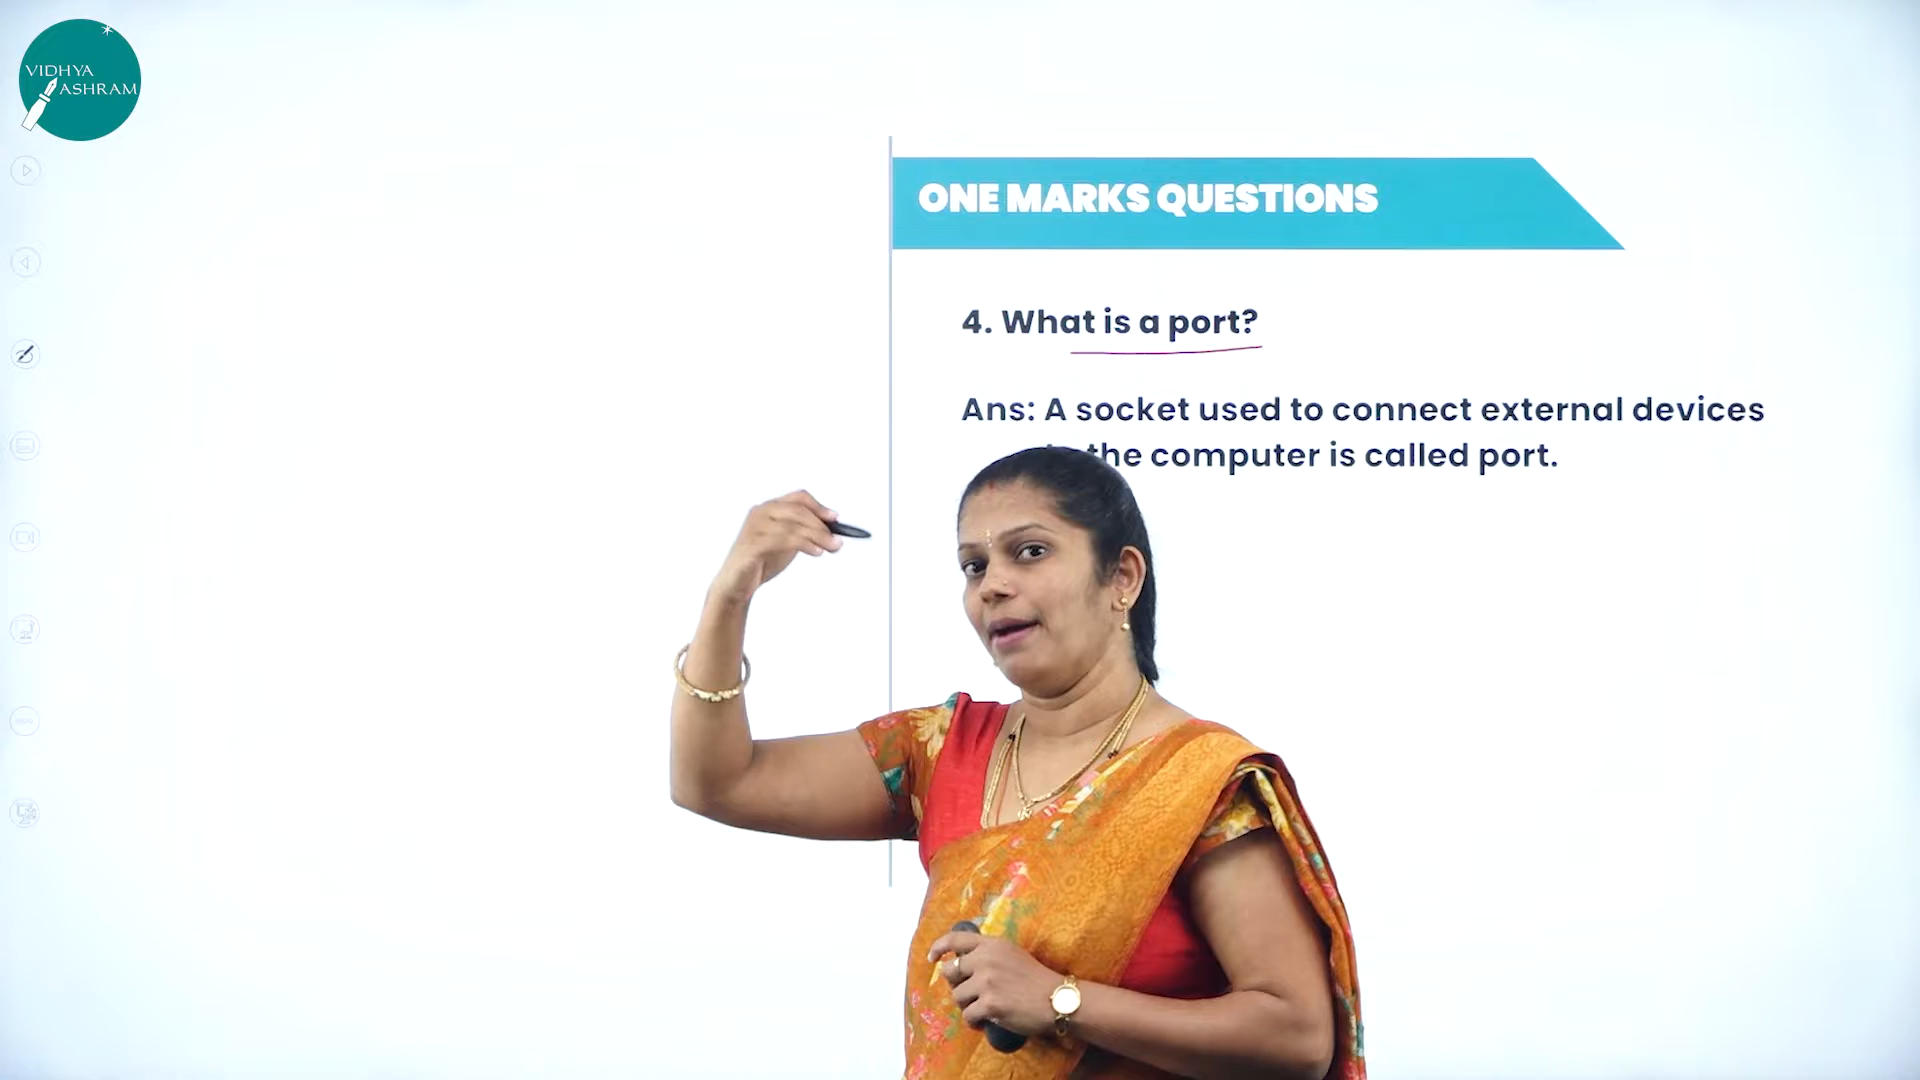 VIDHYA
ASHRAM
ONE MARKS QUESTIONS
4. What is a port?
Ans: A socket used to connect external devices
the computer is called port.